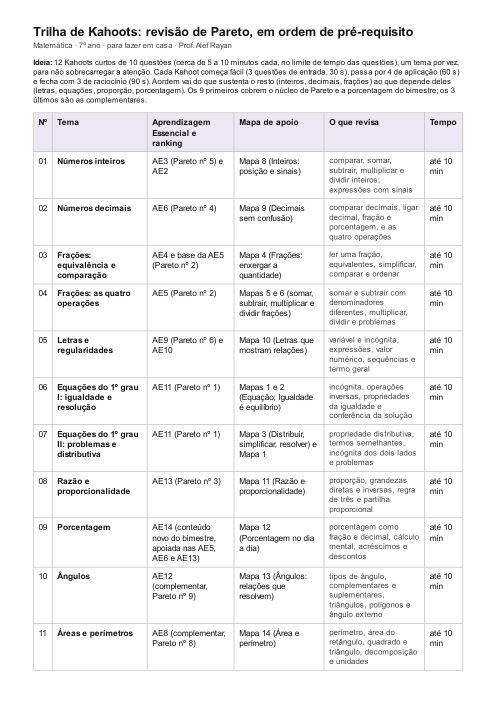 Trilha de Kahoots: revisão de Pareto, em ordem de pré-requisito
Matemática · 7º ano · para fazer em casa · Prof. Alef Rayan
Ideia: 12 Kahoots curtos de 10 questões (cerca de 5 a 10 minutos cada, no limite de tempo das questões), um tema por vez,
para não sobrecarregar a atenção. Cada Kahoot começa fácil (3 questões de entrada, 30 s), passa por 4 de aplicação (60 s)
e fecha com 3 de raciocínio (90 s). Aordem vai do que sustenta o resto (inteiros, decimais, frações) ao que depende deles
(letras, equações, proporção, porcentagem). Os 9 primeiros cobrem o núcleo de Pareto e a porcentagem do bimestre; os 3
últimos são as complementares.
Nº Tema Aprendizagem Essencial e ranking Mapa de apoio O que revisa Tempo
01 Números inteiros AE3 (Pareto nº 5) e AE2 Mapa 8 (Inteiros: posição e sinais) comparar, somar, subtrair, multiplicar e dividir inteiros; expressões com sinais até 10 min
02 Números decimais AE6 (Pareto nº 4) Mapa 9 (Decimais sem confusão) comparar decimais, ligar decimal, fração e porcentagem, e as quatro operações até 10 min
03 Frações: equivalência e comparação AE4 e base da AE5 (Pareto nº 2) Mapa 4 (Frações: enxergar a quantidade) ler uma fração, equivalentes, simplificar, comparar e ordenar até 10 min
04 Frações: as quatro operações AE5 (Pareto nº 2) Mapas 5 e 6 (somar, subtrair, multiplicar e dividir frações) somar e subtrair com denominadores diferentes, multiplicar, dividir e problemas até 10 min
05 Letras e regularidades AE9 (Pareto nº 6) e AE10 Mapa 10 (Letras que mostram relações) variável e incógnita, expressões, valor numérico, sequências e termo geral até 10 min
06 Equações do 1º grau I: igualdade e resolução AE11 (Pareto nº 1) Mapas 1 e 2 (Equação; Igualdade é equilíbrio) incógnita, operações inversas, propriedades da igualdade e conferência da solução até 10 min
07 Equações do 1º grau II: problemas e distributiva AE11 (Pareto nº 1) Mapa 3 (Distribuir, simplificar, resolver) e Mapa 1 propriedade distributiva, termos semelhantes, incógnita dos dois lados e problemas até 10 min
08 Razão e proporcionalidade AE13 (Pareto nº 3) Mapa 11 (Razão e proporcionalidade) proporção, grandezas diretas e inversas, regra de três e partilha proporcional até 10 min
09 Porcentagem AE14 (conteúdo novo do bimestre, apoiada nas AE5, AE6 e AE13) Mapa 12 (Porcentagem no dia a dia) porcentagem como fração e decimal, cálculo mental, acréscimos e descontos até 10 min
10 Ângulos AE12 (complementar, Pareto nº 9) Mapa 13 (Ângulos: relações que resolvem) tipos de ângulo, complementares e suplementares, triângulos, polígonos e ângulo externo até 10 min
11 Áreas e perímetros AE8 (complementar, Pareto nº 8) Mapa 14 (Área e perímetro) perímetro, área do retângulo, quadrado e triângulo, decomposição e unidades até 10 min